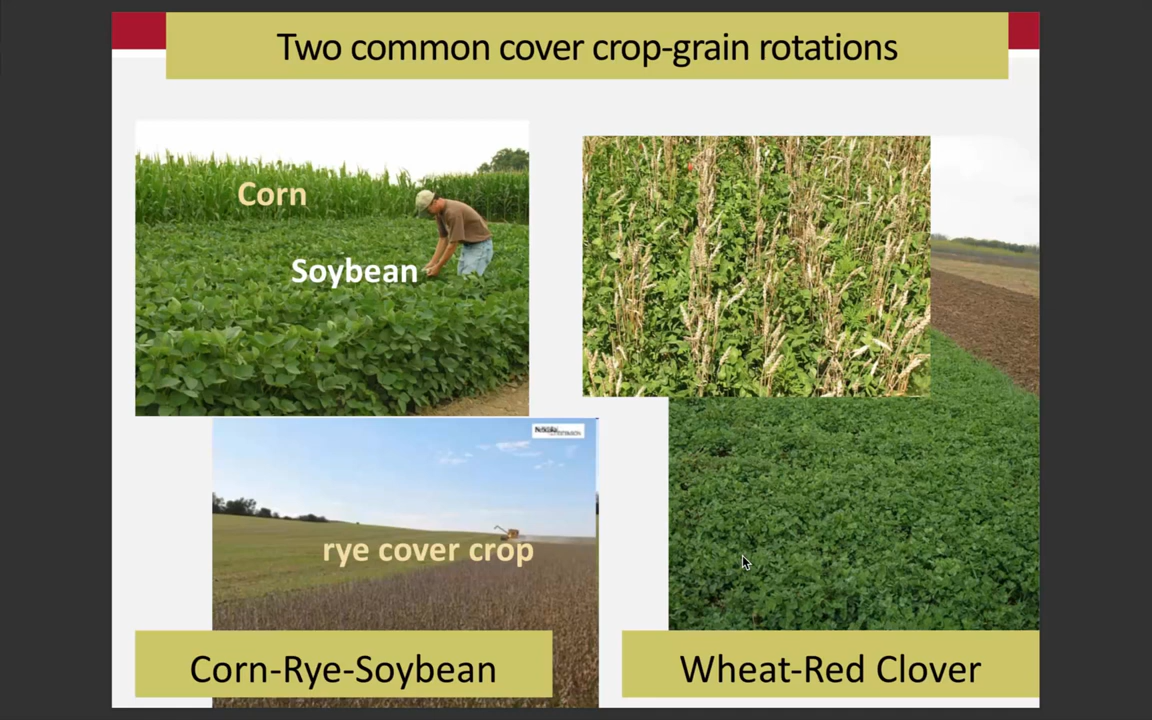 Two common cover crop-grain rotations
Corn
Soybean
rye cover crop
Corn-Rye-Soybean
Wheat-Red Clover